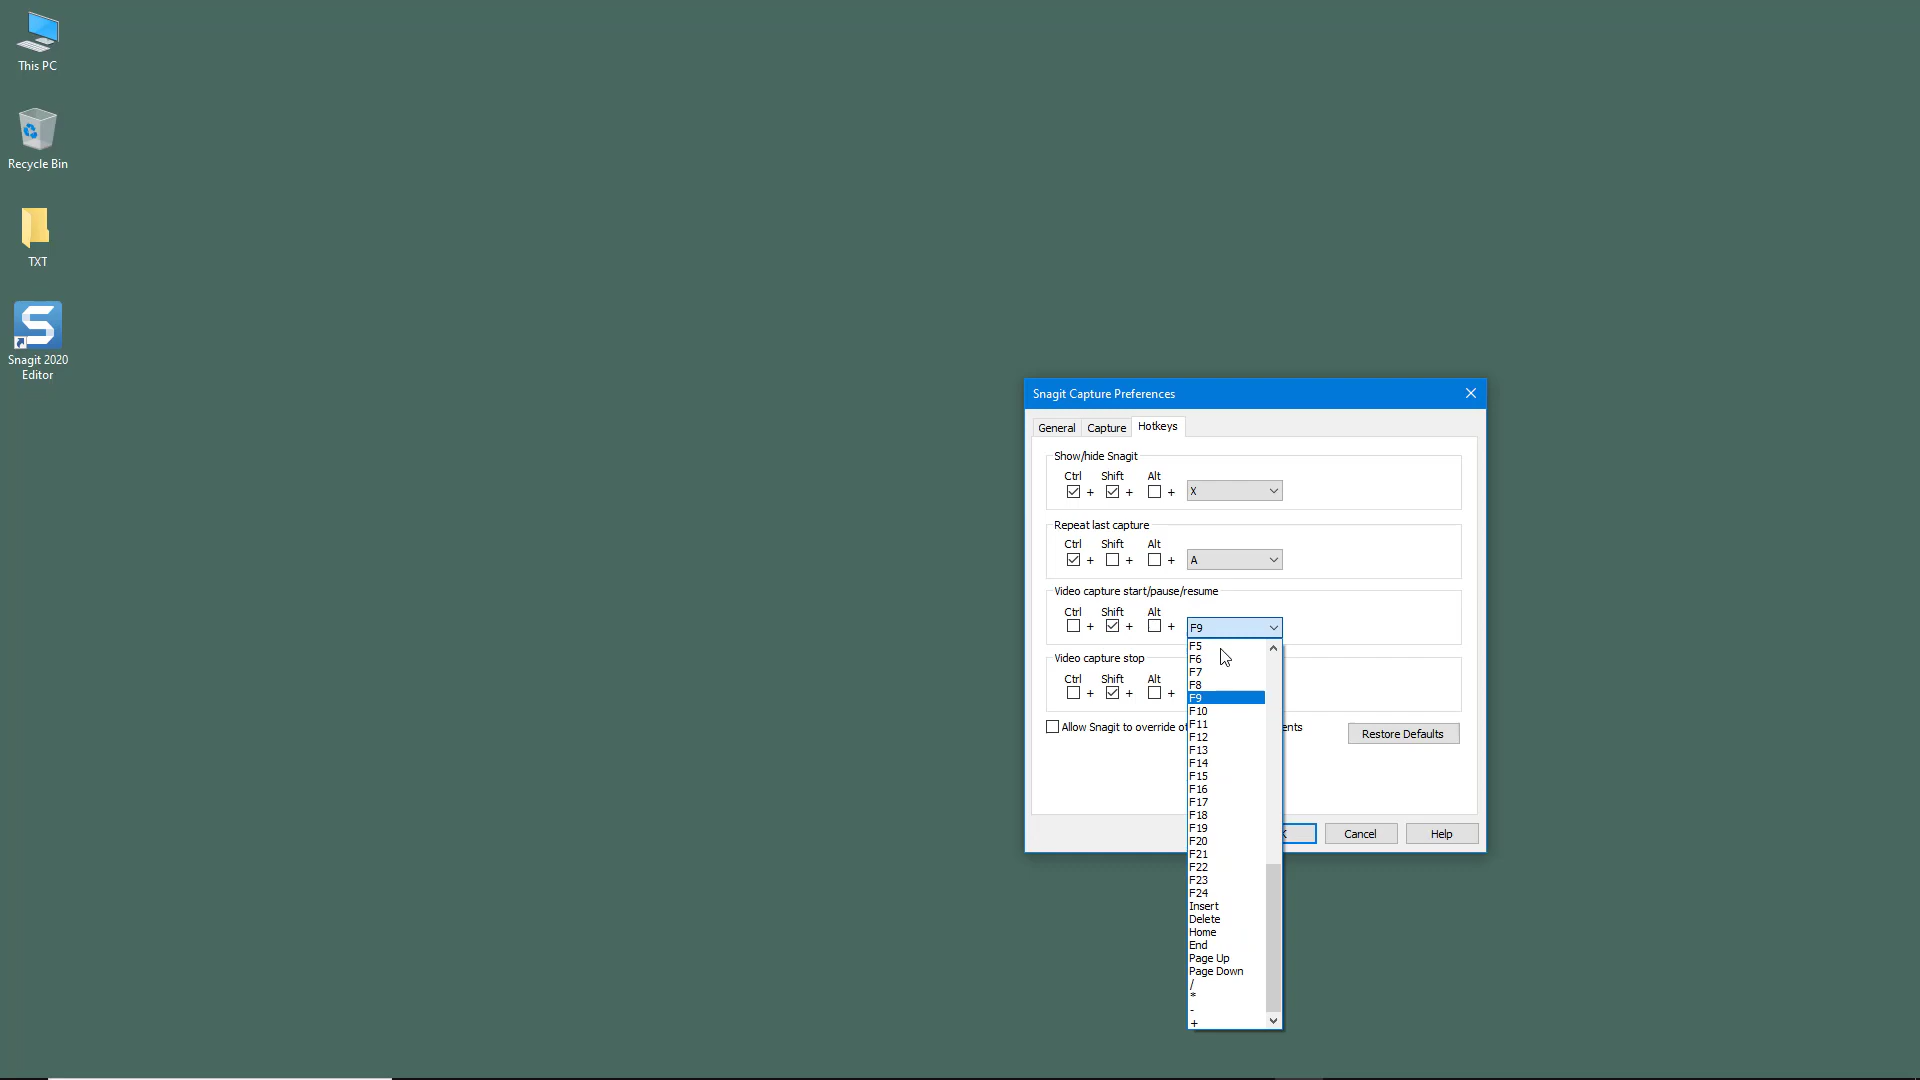 This PC
Recycle Bin
TXT
Snagit 2020
Editor
Snagit Capture Preferences
General Capture Hotkeys
Show/hide Snagit
Ctrl Shift Alt
+ + + X
Repeat last capture
Ctrl Shift Alt
+ + + A
Video capture start/pause/resume
Ctrl Shift Alt
+ + + F9
F5
F6
F7
F8
F9
F10
F11
F12
F13
F14
F15
F16
F17
F18
F19
F20
F21
F22
F23
F24
Insert
Delete
Home
End
Page Up
Page Down
/
*
-
+
Video capture stop
Ctrl Shift Alt
+ + +
Allow Snagit to override
Restore Defaults
Cancel Help